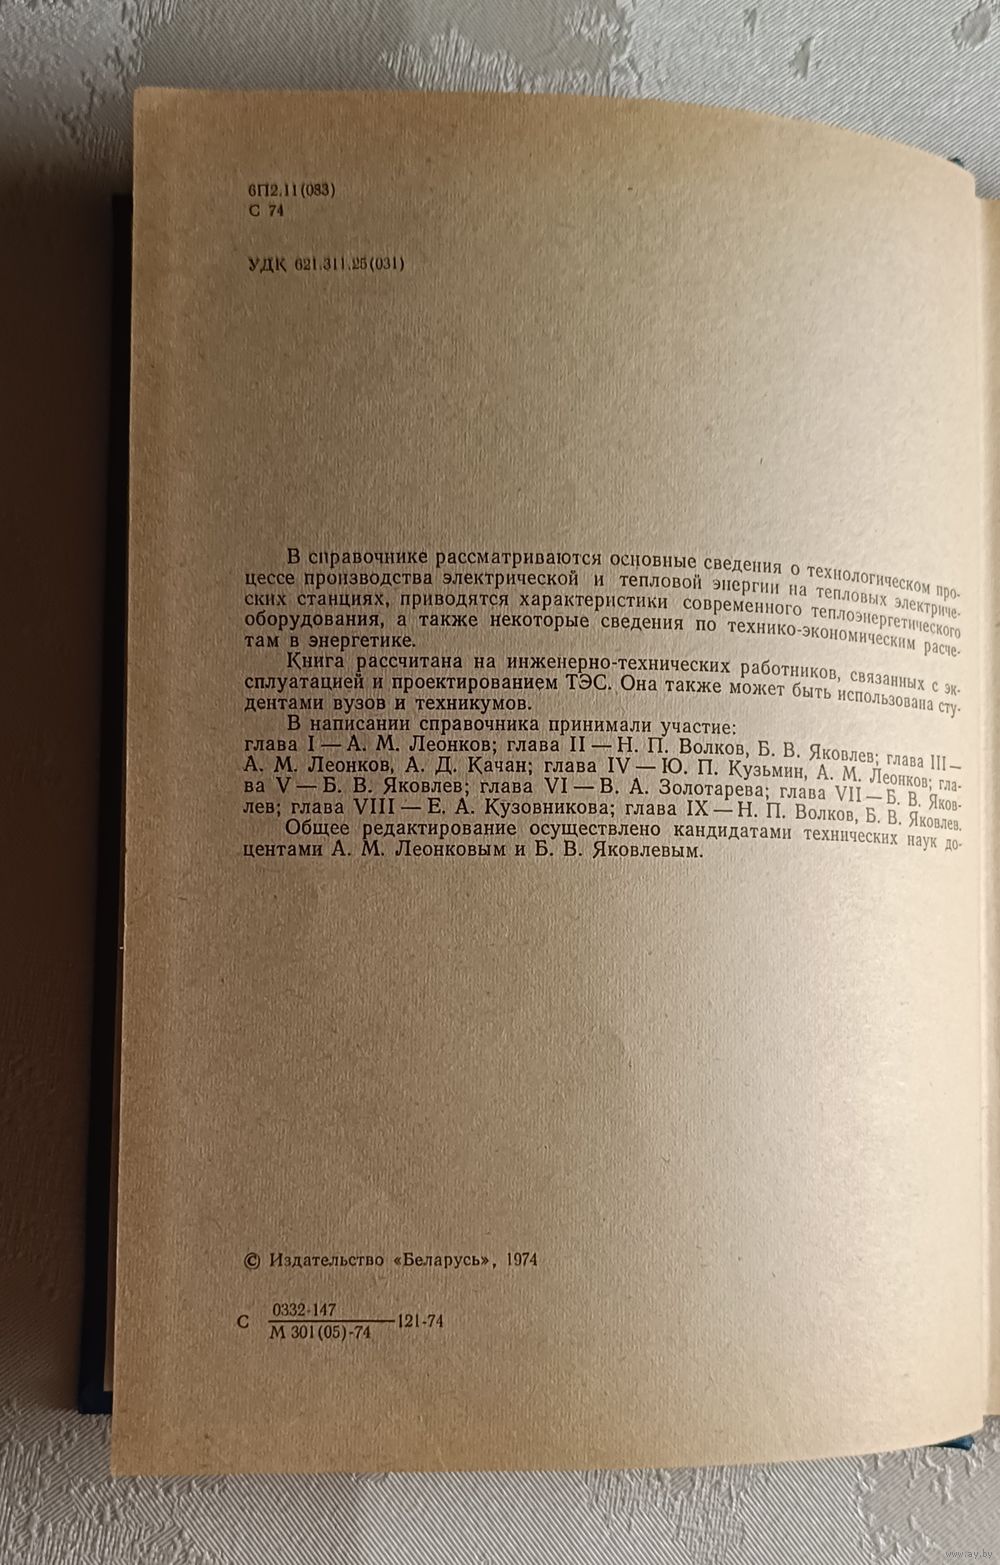 6П2.11(083)
С 74
УДК 621.311.25(031)
В справочнике рассматриваются основные сведения о технологическом про-
цессе производства электрической и тепловой энергии на тепловых электриче-
ских станциях, приводятся характеристики современного теплоэнергетического
оборудования, а также некоторые сведения по технико-экономическим расче-
там в энергетике.
Книга рассчитана на инженерно-технических работников, связанных с эк-
сплуатацией и проектированием ТЭС. Она также может быть использована сту-
дентами вузов и техникумов.
В написании справочника принимали участие:
глава I — А. М. Леонков; глава II — Н. П. Волков, Б. В. Яковлев; глава III —
А. М. Леонков, А. Д. Качан; глава IV — Ю. П. Кузьмин, А. М. Леонков; гла-
ва V — Б. В. Яковлев; глава VI — В. А. Золотарева; глава VII — Б. В. Яков-
лев; глава VIII — Е. А. Кузовникова; глава IX — Н. П. Волков, Б. В. Яковлев.
Общее редактирование осуществлено кандидатами технических наук до-
центами А. М. Леонковым и Б. В. Яковлевым.
© Издательство «Беларусь», 1974
0332-147
С ————121-74
М 301(05)-74
www.ay.by